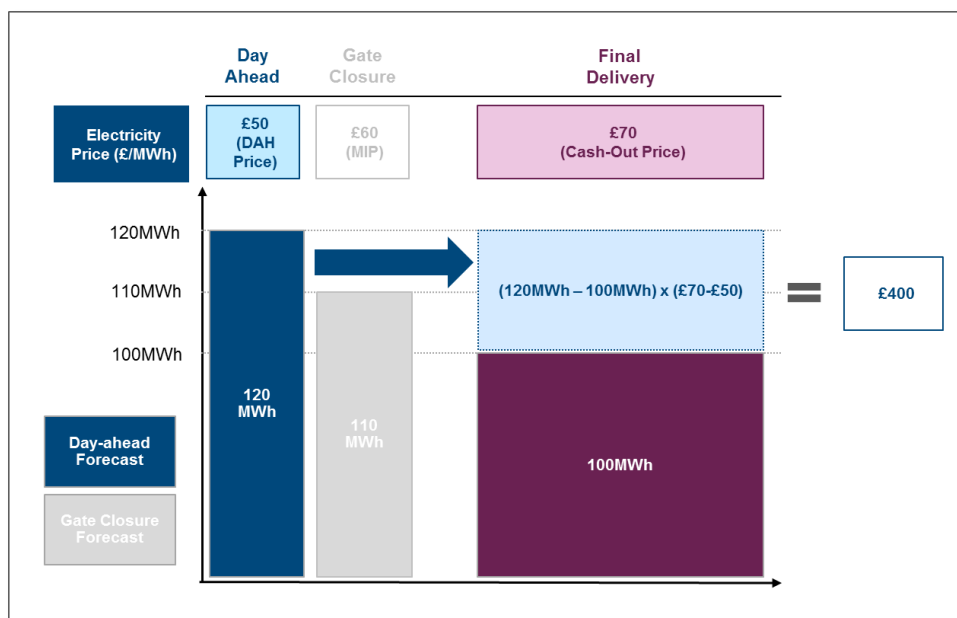 Day
Ahead
Gate
Closure
Final
Delivery
Electricity
Price (£/MWh)
£50
(DAH
Price)
£60
(MIP)
£70
(Cash-Out Price)
120MWh
110MWh
100MWh
(120MWh – 100MWh) x (£70-£50)
=
£400
120
MWh
110
MWh
100MWh
Day-ahead
Forecast
Gate Closure
Forecast